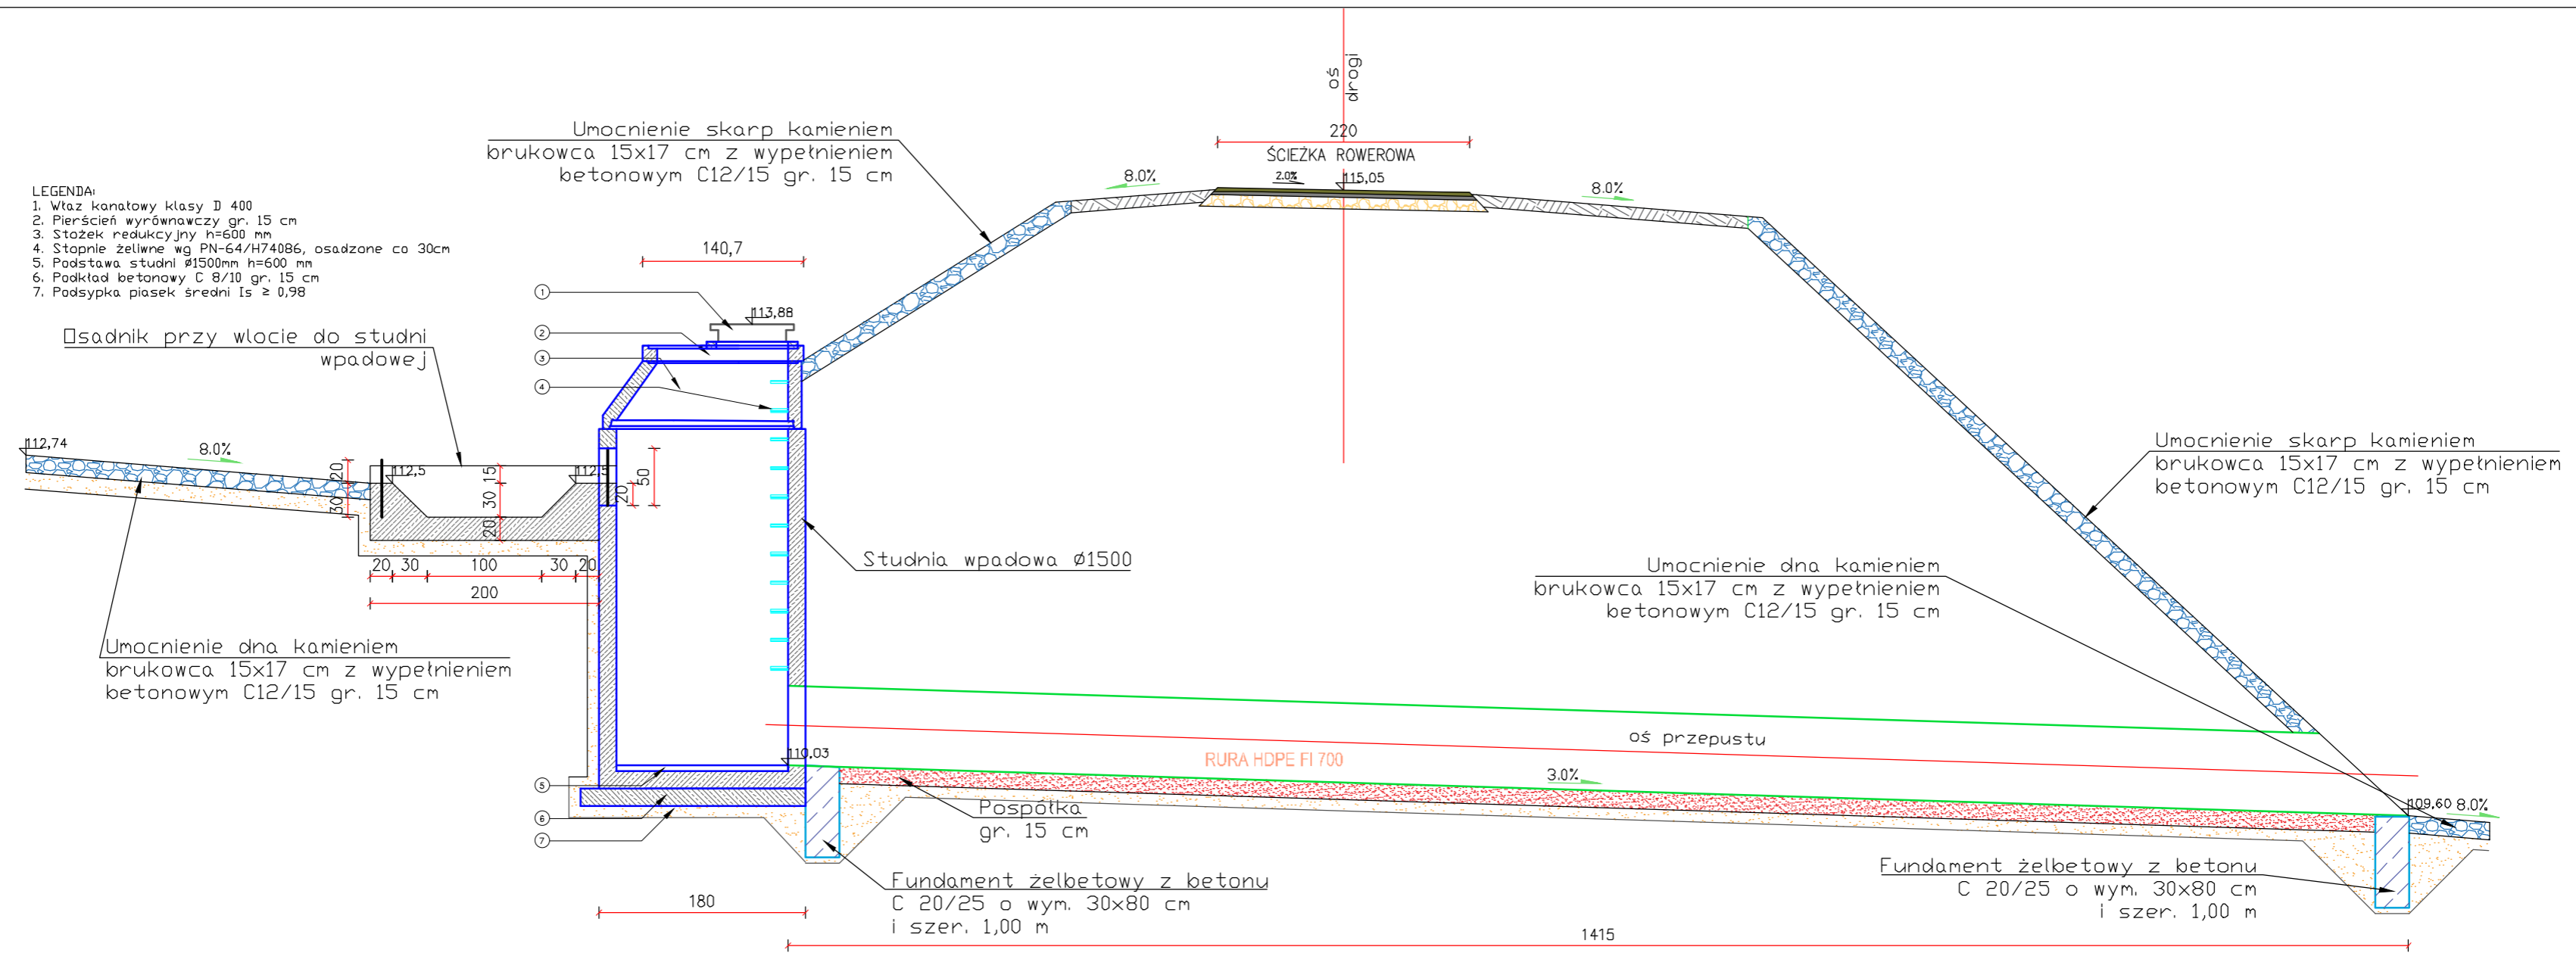 oś
drogi
220
ŚCIEŻKA ROWEROWA
8.0%
2.0%
115,05
8.0%
Umocnienie skarp kamieniem
brukowca 15x17 cm z wypełnieniem
betonowym C12/15 gr. 15 cm
LEGENDA:
1. Właz kanałowy klasy D 400
2. Pierścień wyrównawczy gr. 15 cm
3. Stożek redukcyjny h=600 mm
4. Stopnie żeliwne wg PN-64/H74086, osadzone co 30cm
5. Podstawa studni ø1500mm h=600 mm
6. Podkład betonowy C 8/10 gr. 15 cm
7. Podsypka piasek średni Is ≥ 0,98
140,7
1
113,88
2
3
4
Osadnik przy wlocie do studni
wpadowej
112,74
8.0%
20
30
112,5
15
30
20
112,5
20
50
20 30 100 30 20
200
Studnia wpadowa ø1500
Umocnienie dna kamieniem
brukowca 15x17 cm z wypełnieniem
betonowym C12/15 gr. 15 cm
Umocnienie skarp kamieniem
brukowca 15x17 cm z wypełnieniem
betonowym C12/15 gr. 15 cm
Umocnienie dna kamieniem
brukowca 15x17 cm z wypełnieniem
betonowym C12/15 gr. 15 cm
110,03
oś przepustu
RURA HDPE FI 700
3.0%
5
6
7
Pospółka
gr. 15 cm
109,60 8.0%
Fundament żelbetowy z betonu
C 20/25 o wym. 30x80 cm
i szer. 1,00 m
Fundament żelbetowy z betonu
C 20/25 o wym. 30x80 cm
i szer. 1,00 m
180
1415